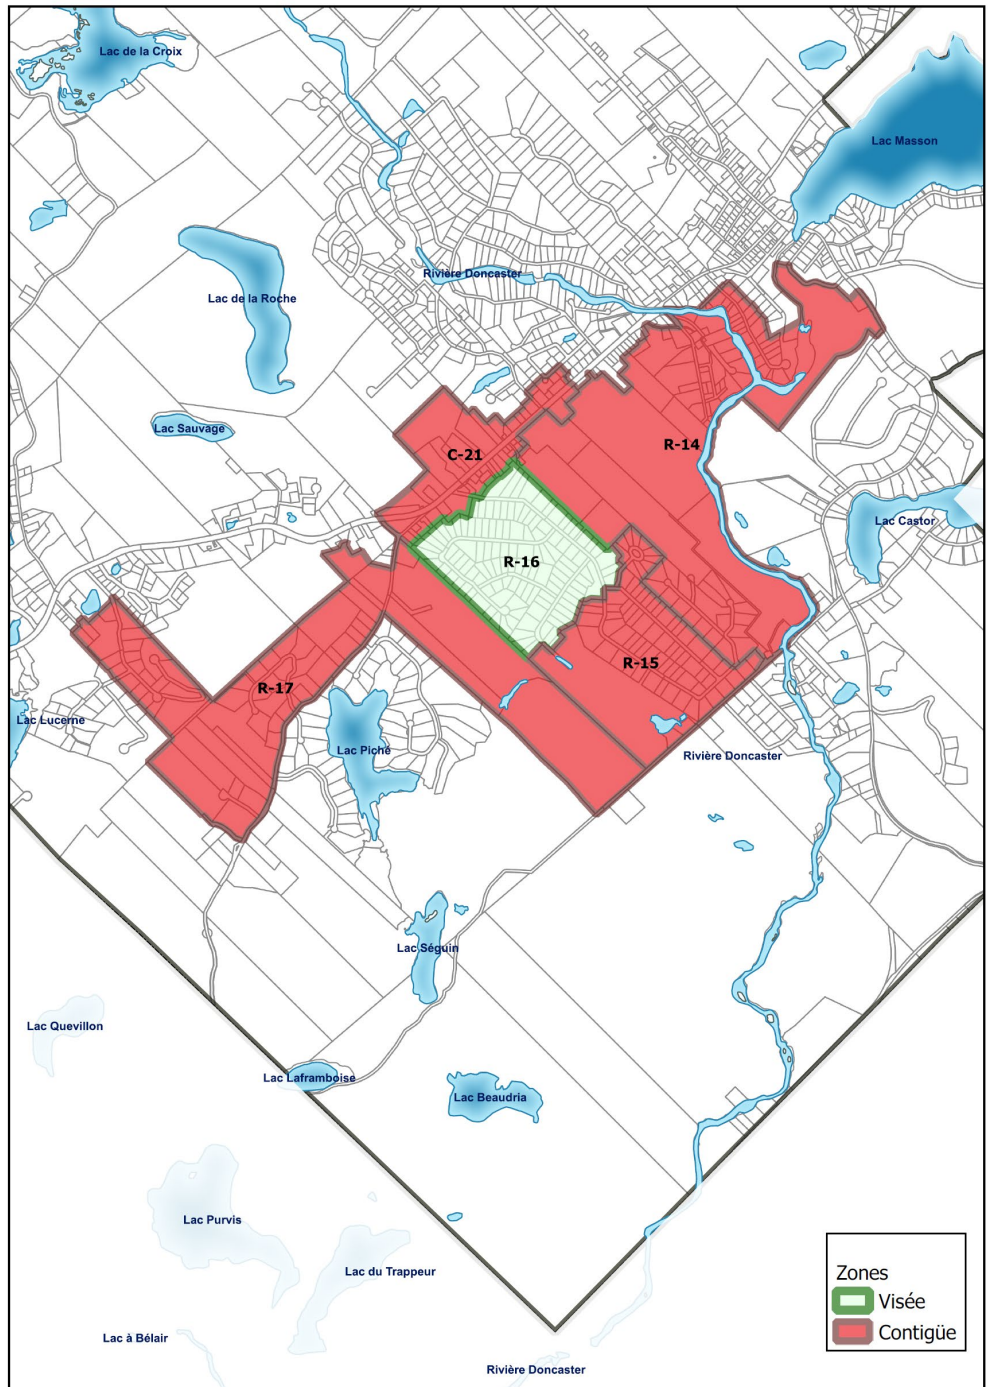 Lac de la Croix
Lac Masson
Rivière Doncaster
Lac de la Roche
Lac Sauvage
R-14
C-21
Lac Castor
R-16
R-15
R-17
Lac Lucerne
Lac Piché
Rivière Doncaster
Lac Séguin
Lac Quevillon
Lac Laframboise
Lac Beaudria
Lac Purvis
Lac du Trappeur
Lac à Bélair
Rivière Doncaster
Zones
Visée
Contigüe